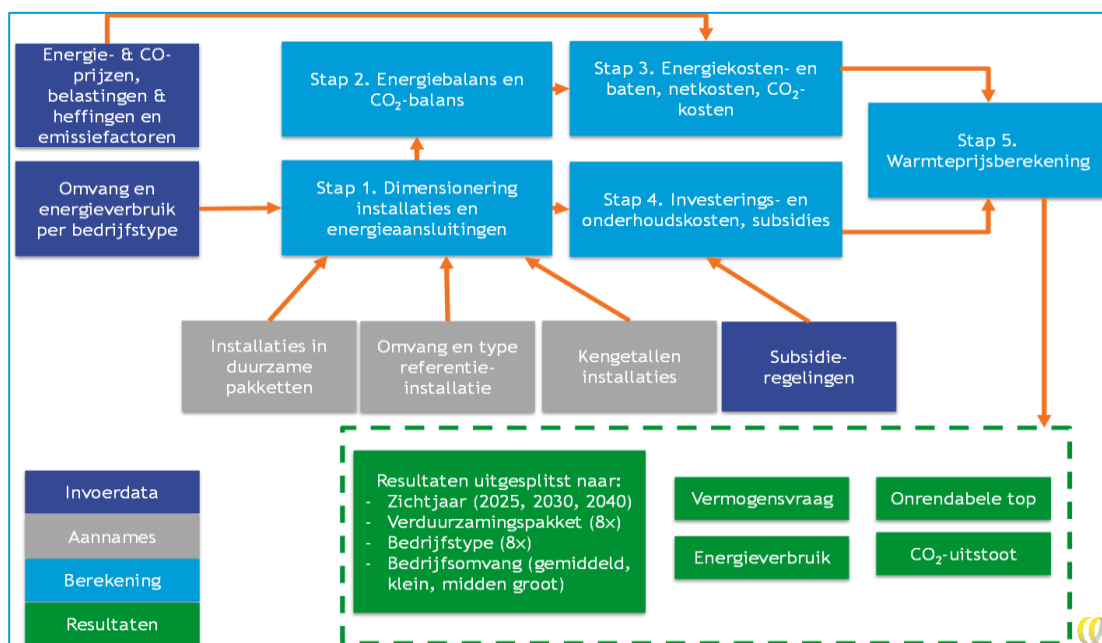 Energie- & CO-
prijzen,
belastingen &
heffingen en
emissiefactoren
Stap 2. Energiebalans en
CO₂-balans
Stap 3. Energiekosten- en
baten, netkosten, CO₂-
kosten
Stap 5.
Warmteprijsberekening
Omvang en
energieverbruik
per bedrijfstype
Stap 1. Dimensionering
installaties en
energieaansluitingen
Stap 4. Investerings- en
onderhoudskosten, subsidies
Installaties in
duurzame
pakketten
Omvang en type
referentie-
installatie
Kengetallen
installaties
Subsidie-
regelingen
Invoerdata
Aannames
Berekening
Resultaten
Resultaten uitgesplitst naar:
- Zichtjaar (2025, 2030, 2040)
- Verduurzamingspakket (8x)
- Bedrijfstype (8x)
- Bedrijfsomvang (gemiddeld,
klein, midden groot)
Vermogensvraag
Onrendabele top
Energieverbruik
CO₂-uitstoot